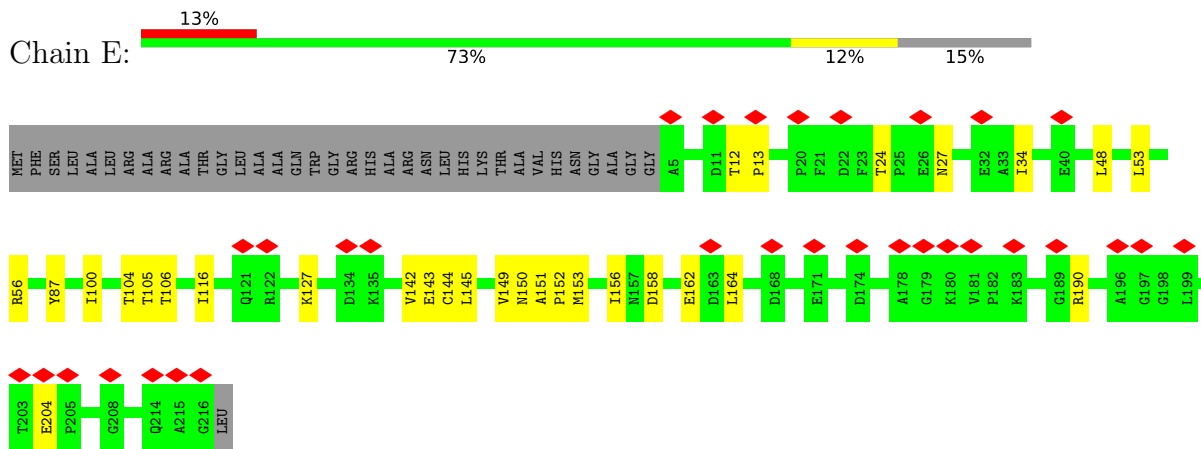 13%
Chain E:
73% 12% 15%
MET PHE SER LEU ALA LEU ARG ALA ARG ALA THR GLY LEU ALA ALA GLN TRP GLY ARG HIS ALA ARG ASN LEU HIS LYS THR ALA VAL HIS ASN GLY ALA GLY GLY A5 D11 T12 P13 P20 F21 D22 F23 T24 P25 E26 N27 E32 A33 I34 E40 L48 L53
R56 Y87 I100 T104 T105 T106 I116 Q121 R122 K127 D134 K135 V142 E143 C144 L145 V149 N150 A151 P152 M153 I156 N157 D158 E162 D163 L164 D168 E171 D174 A178 G179 K180 V181 P182 K183 G189 R190 A196 G197 G198 L199
T203 E204 P205 G208 Q214 A215 G216 LEU